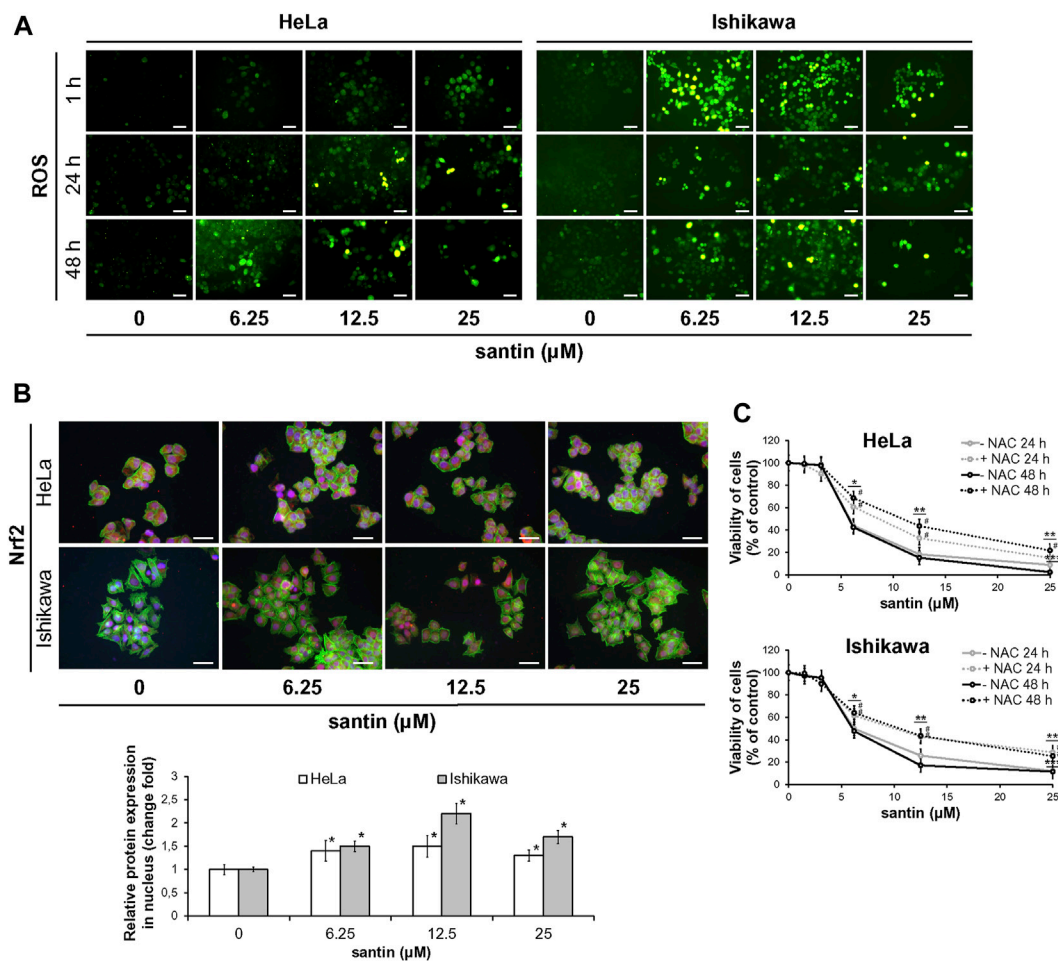 A
HeLa
Ishikawa
ROS
1 h
24 h
48 h
0 6.25 12.5 25 0 6.25 12.5 25
santin (µM)
B
Nrf2
HeLa
Ishikawa
0 6.25 12.5 25
santin (µM)
Relative protein expression
in nucleus (change fold)
HeLa Ishikawa
3
2,5
2
1,5
1
0,5
0
* * * * * *
0 6.25 12.5 25
santin (µM)
C
HeLa
Viability of cells
(% of control)
120
100
80
60
40
20
0
- NAC 24 h
+ NAC 24 h
- NAC 48 h
+ NAC 48 h
* # #
** # #
** # ***
0 5 10 15 20 25
santin (µM)
Ishikawa
Viability of cells
(% of control)
120
100
80
60
40
20
0
- NAC 24 h
+ NAC 24 h
- NAC 48 h
+ NAC 48 h
* # #
** # #
0 5 10 15 20 25
santin (µM)